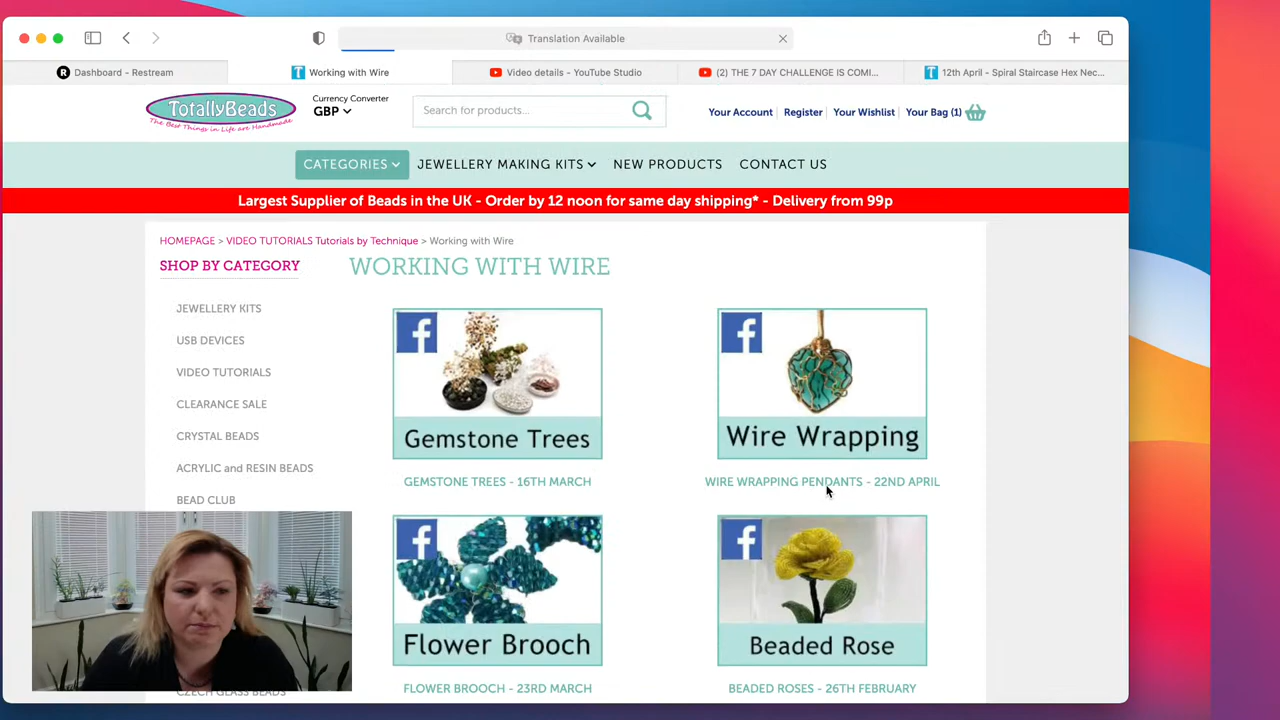 Translation Available
Dashboard - Restream
Working with Wire
Video details - YouTube Studio
(2) THE 7 DAY CHALLENGE IS COMI...
12th April - Spiral Staircase Hex Nec...
TotallyBeads
The Best Things in Life are Handmade
Currency Converter
GBP
Search for products...
Your Account
Register
Your Wishlist
Your Bag (1)
CATEGORIES
JEWELLERY MAKING KITS
NEW PRODUCTS
CONTACT US
Largest Supplier of Beads in the UK - Order by 12 noon for same day shipping* - Delivery from 99p
HOMEPAGE > VIDEO TUTORIALS Tutorials by Technique > Working with Wire
SHOP BY CATEGORY
JEWELLERY KITS
USB DEVICES
VIDEO TUTORIALS
CLEARANCE SALE
CRYSTAL BEADS
ACRYLIC and RESIN BEADS
BEAD CLUB
CZECH GLASS BEADS
WORKING WITH WIRE
Gemstone Trees
GEMSTONE TREES - 16TH MARCH
Wire Wrapping
WIRE WRAPPING PENDANTS - 22ND APRIL
Flower Brooch
FLOWER BROOCH - 23RD MARCH
Beaded Rose
BEADED ROSES - 26TH FEBRUARY